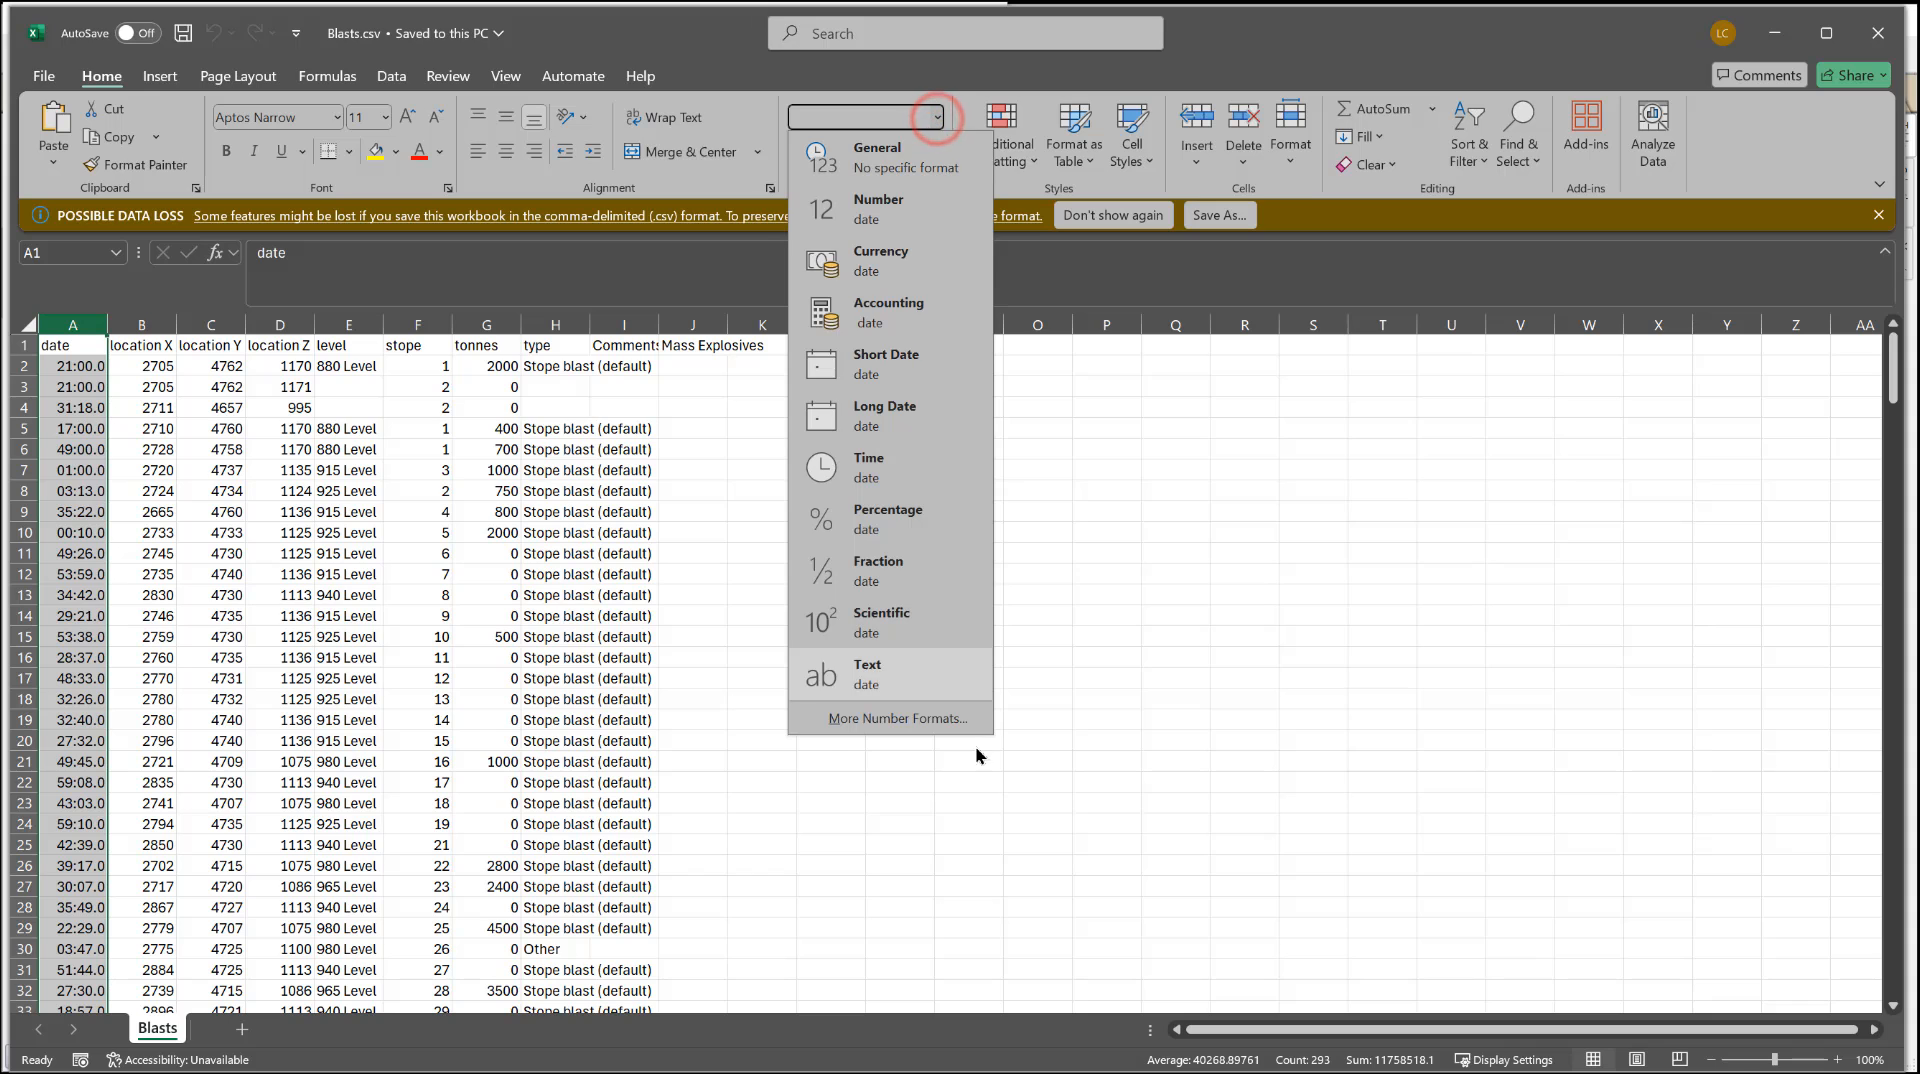 AutoSave Off Blasts.csv • Saved to this PC Search LC
File Home Insert Page Layout Formulas Data Review View Automate Help Comments Share
Paste Cut Copy Format Painter Clipboard
Aptos Narrow 11 B I U A Font
Wrap Text Merge & Center Alignment
Format as Table Cell Styles Styles
Insert Delete Format Cells
AutoSum Fill Clear Sort & Filter Find & Select Editing
Add-ins Add-ins Analyze Data
POSSIBLE DATA LOSS Some features might be lost if you save this workbook in the comma-delimited (.csv) format. To preserve e format. Don't show again Save As...
A1 fx date
General
No specific format
Number
date
Currency
date
Accounting
date
Short Date
date
Long Date
date
Time
date
Percentage
date
Fraction
date
Scientific
date
Text
date
More Number Formats...
A B C D E F G H I J K O P Q R S T U V W X Y Z AA
1 date location X location Y location Z level stope tonnes type Comments Mass Explosives
2 21:00.0 2705 4762 1170 880 Level 1 2000 Stope blast (default)
3 21:00.0 2705 4762 1171 2 0
4 31:18.0 2711 4657 995 2 0
5 17:00.0 2710 4760 1170 880 Level 1 400 Stope blast (default)
6 49:00.0 2728 4758 1170 880 Level 1 700 Stope blast (default)
7 01:00.0 2720 4737 1135 915 Level 3 1000 Stope blast (default)
8 03:13.0 2724 4734 1124 925 Level 2 750 Stope blast (default)
9 35:22.0 2665 4760 1136 915 Level 4 800 Stope blast (default)
10 00:10.0 2733 4733 1125 925 Level 5 2000 Stope blast (default)
11 49:26.0 2745 4730 1125 915 Level 6 0 Stope blast (default)
12 53:59.0 2735 4740 1136 915 Level 7 0 Stope blast (default)
13 34:42.0 2830 4730 1113 940 Level 8 0 Stope blast (default)
14 29:21.0 2746 4735 1136 915 Level 9 0 Stope blast (default)
15 53:38.0 2759 4730 1125 925 Level 10 500 Stope blast (default)
16 28:37.0 2760 4735 1136 915 Level 11 0 Stope blast (default)
17 48:33.0 2770 4731 1125 925 Level 12 0 Stope blast (default)
18 32:26.0 2780 4732 1125 925 Level 13 0 Stope blast (default)
19 32:40.0 2780 4740 1136 915 Level 14 0 Stope blast (default)
20 27:32.0 2796 4740 1136 915 Level 15 0 Stope blast (default)
21 49:45.0 2721 4709 1075 980 Level 16 1000 Stope blast (default)
22 59:08.0 2835 4730 1113 940 Level 17 0 Stope blast (default)
23 43:03.0 2741 4707 1075 980 Level 18 0 Stope blast (default)
24 59:10.0 2794 4735 1125 925 Level 19 0 Stope blast (default)
25 42:39.0 2850 4730 1113 940 Level 21 0 Stope blast (default)
26 39:17.0 2702 4715 1075 980 Level 22 2800 Stope blast (default)
27 30:07.0 2717 4720 1086 965 Level 23 2400 Stope blast (default)
28 35:49.0 2867 4727 1113 940 Level 24 0 Stope blast (default)
29 22:29.0 2779 4707 1075 980 Level 25 4500 Stope blast (default)
30 03:47.0 2775 4725 1100 980 Level 26 0 Other
31 51:44.0 2884 4725 1113 940 Level 27 0 Stope blast (default)
32 27:30.0 2739 4715 1086 965 Level 28 3500 Stope blast (default)
33 18:57.0 2896 4721 1113 940 Level 29 0 Stope blast (default)
Blasts
Ready Accessibility: Unavailable Average: 40268.89761 Count: 293 Sum: 11758518.1 Display Settings 100%